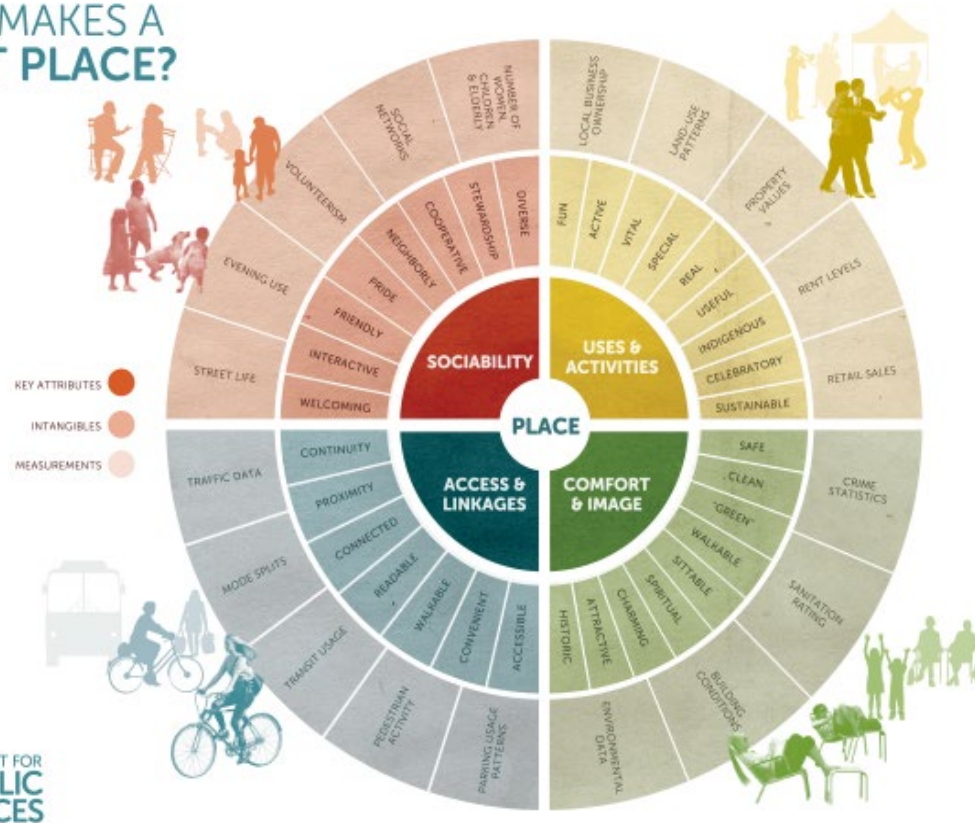 MAKES A
T PLACE?
KEY ATTRIBUTES
INTANGIBLES
MEASUREMENTS
PLACE
SOCIABILITY
USES &
ACTIVITIES
ACCESS &
LINKAGES
COMFORT
& IMAGE
WELCOMING
INTERACTIVE
FRIENDLY
PRIDE
NEIGHBORLY
COOPERATIVE
STEWARDSHIP
DIVERSE
STREET LIFE
EVENING USE
VOLUNTEERISM
SOCIAL
NETWORKS
NUMBER OF
WOMEN,
CHILDREN
& ELDERLY
FUN
ACTIVE
VITAL
SPECIAL
REAL
USEFUL
INDIGENOUS
CELEBRATORY
SUSTAINABLE
LOCAL BUSINESS
OWNERSHIP
LAND-USE
PATTERNS
PROPERTY
VALUES
RENT LEVELS
RETAIL SALES
SAFE
CLEAN
"GREEN"
WALKABLE
SITTABLE
SPIRITUAL
CHARMING
ATTRACTIVE
HISTORIC
CRIME
STATISTICS
SANITATION
RATING
BUILDING
CONDITIONS
ENVIRONMENTAL
DATA
CONTINUITY
PROXIMITY
CONNECTED
READABLE
WALKABLE
CONVENIENT
ACCESSIBLE
TRAFFIC DATA
MODE SPLITS
TRANSIT USAGE
PEDESTRIAN
ACTIVITY
PARKING USAGE
PATTERNS
T FOR
LIC
CES